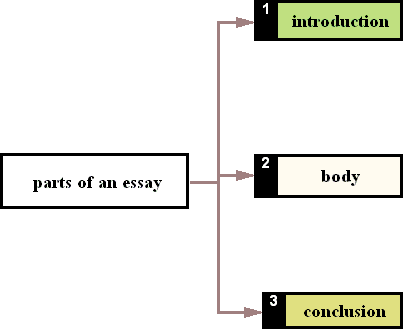 1
introduction
parts of an essay
2
body
3
conclusion